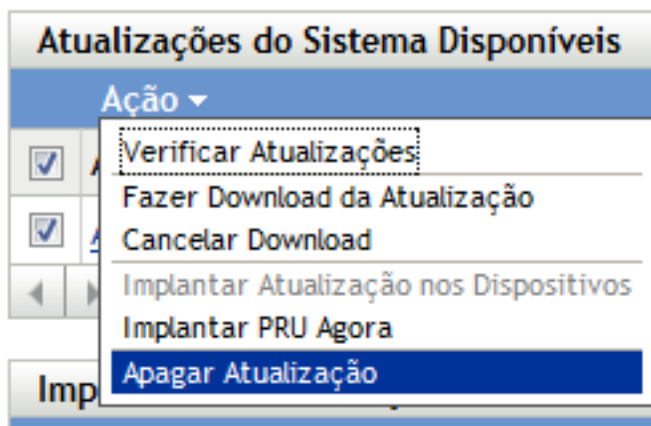 Atualizações do Sistema Disponíveis
Ação
Verificar Atualizações
Fazer Download da Atualização
Cancelar Download
Implantar Atualização nos Dispositivos
Implantar PRU Agora
Apagar Atualização